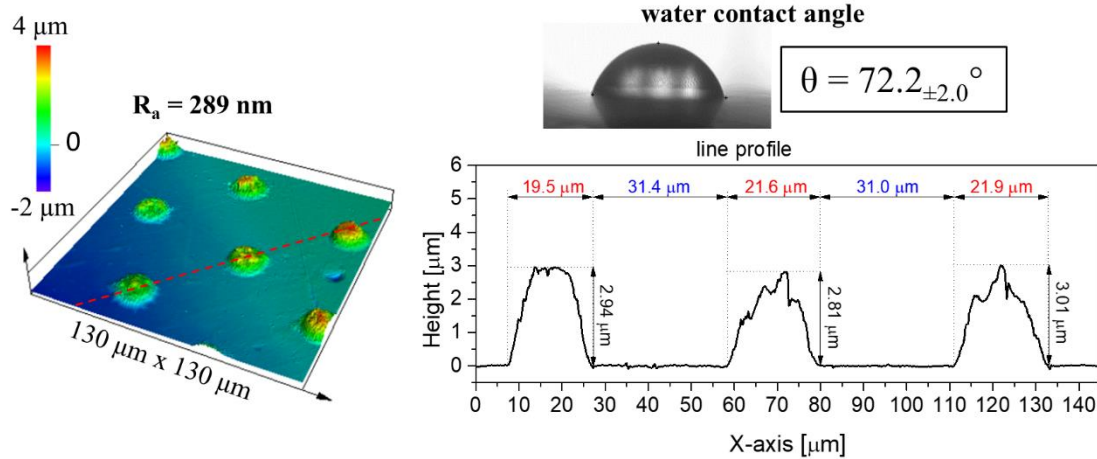 4 µm
0
-2 µm
R_a = 289 nm
130 µm x 130 µm
water contact angle
θ = 72.2±2.0°
line profile
19.5 µm
31.4 µm
21.6 µm
31.0 µm
21.9 µm
2.94 µm
2.81 µm
3.01 µm
Height [µm]
6
5
4
3
2
1
0
0 10 20 30 40 50 60 70 80 90 100 110 120 130 140
X-axis [µm]